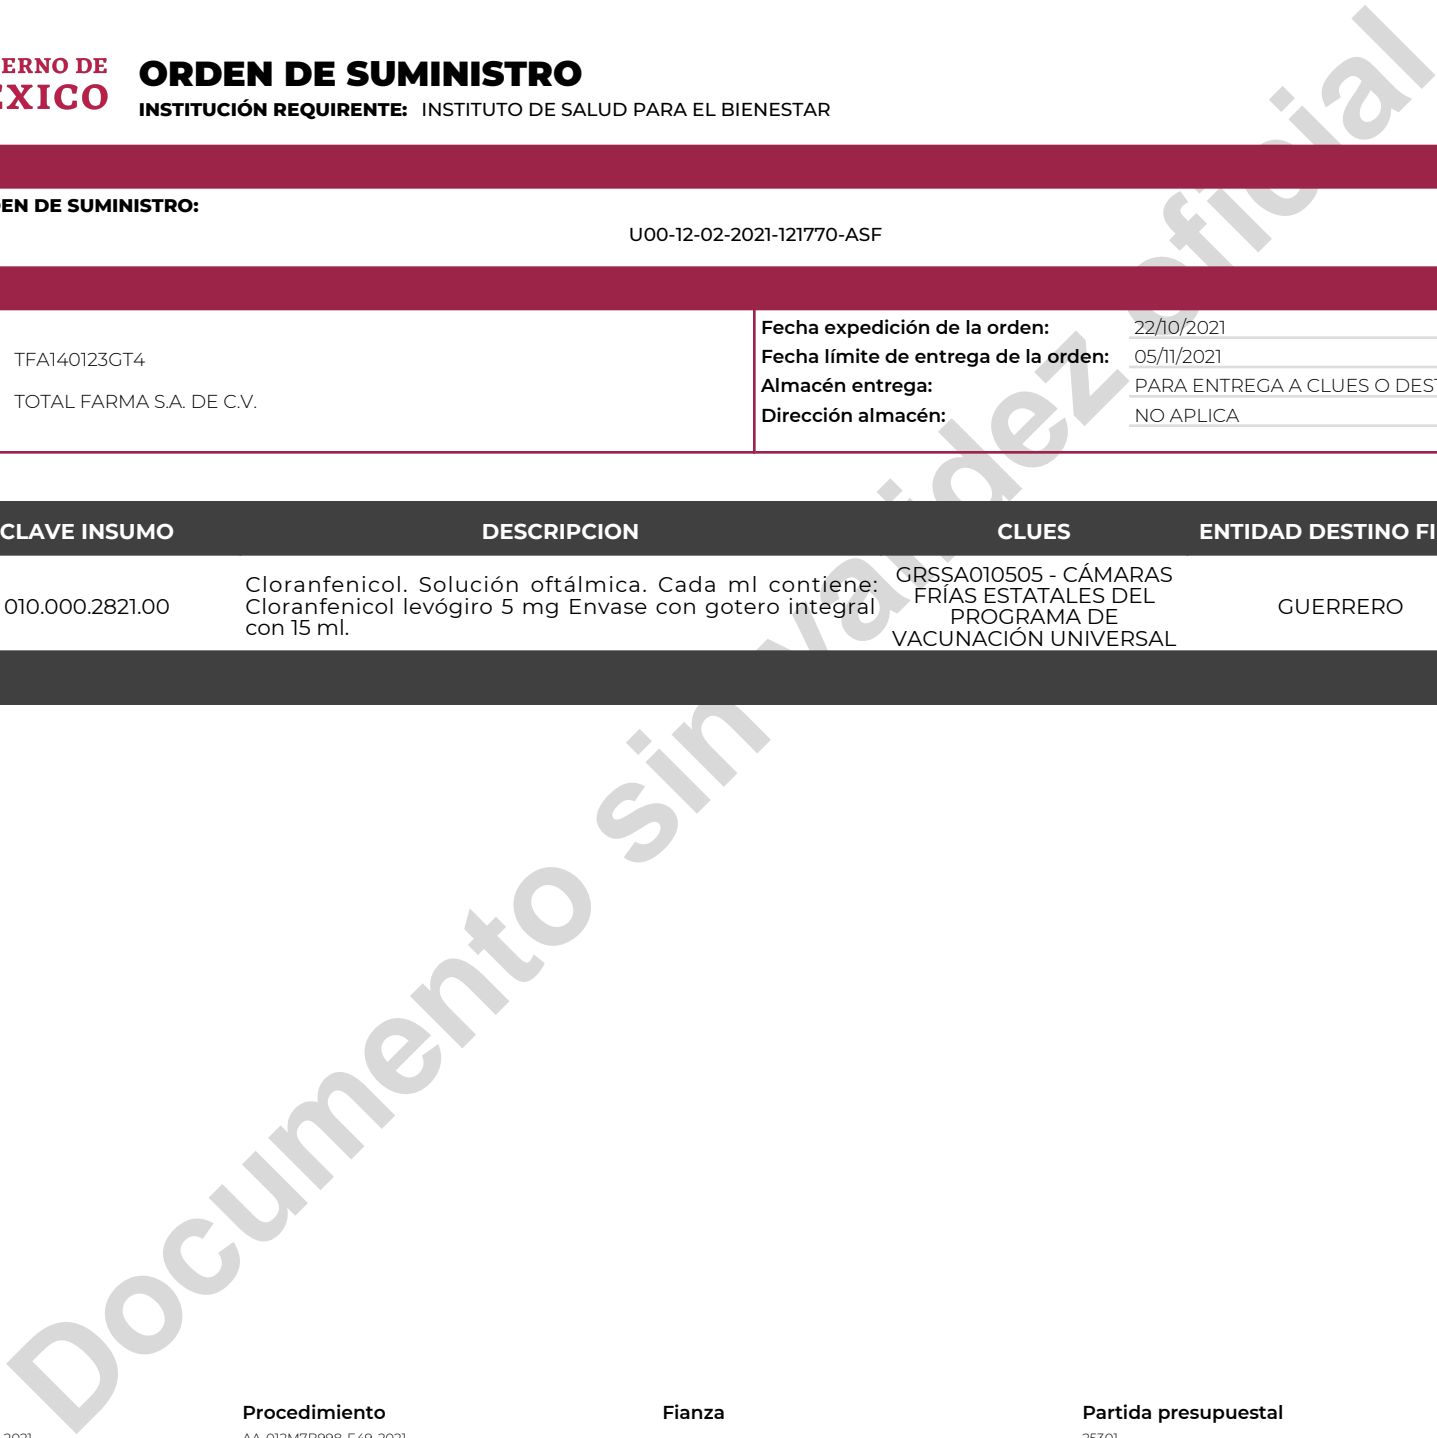 ERNO DE
EXICO
ORDEN DE SUMINISTRO
INSTITUCIÓN REQUIRENTE: INSTITUTO DE SALUD PARA EL BIENESTAR
EN DE SUMINISTRO:
U00-12-02-2021-121770-ASF
TFA140123GT4
TOTAL FARMA S.A. DE C.V.
Fecha expedición de la orden: 22/10/2021
Fecha límite de entrega de la orden: 05/11/2021
Almacén entrega: PARA ENTREGA A CLUES O DEST
Dirección almacén: NO APLICA
CLAVE INSUMO DESCRIPCION CLUES ENTIDAD DESTINO FI
010.000.2821.00
Cloranfenicol. Solución oftálmica. Cada ml contiene:
Cloranfenicol levógiro 5 mg Envase con gotero integral
con 15 ml.
GRSSA010505 - CÁMARAS
FRÍAS ESTATALES DEL
PROGRAMA DE
VACUNACIÓN UNIVERSAL
GUERRERO
Documento sin validez oficial
Procedimiento Fianza Partida presupuestal